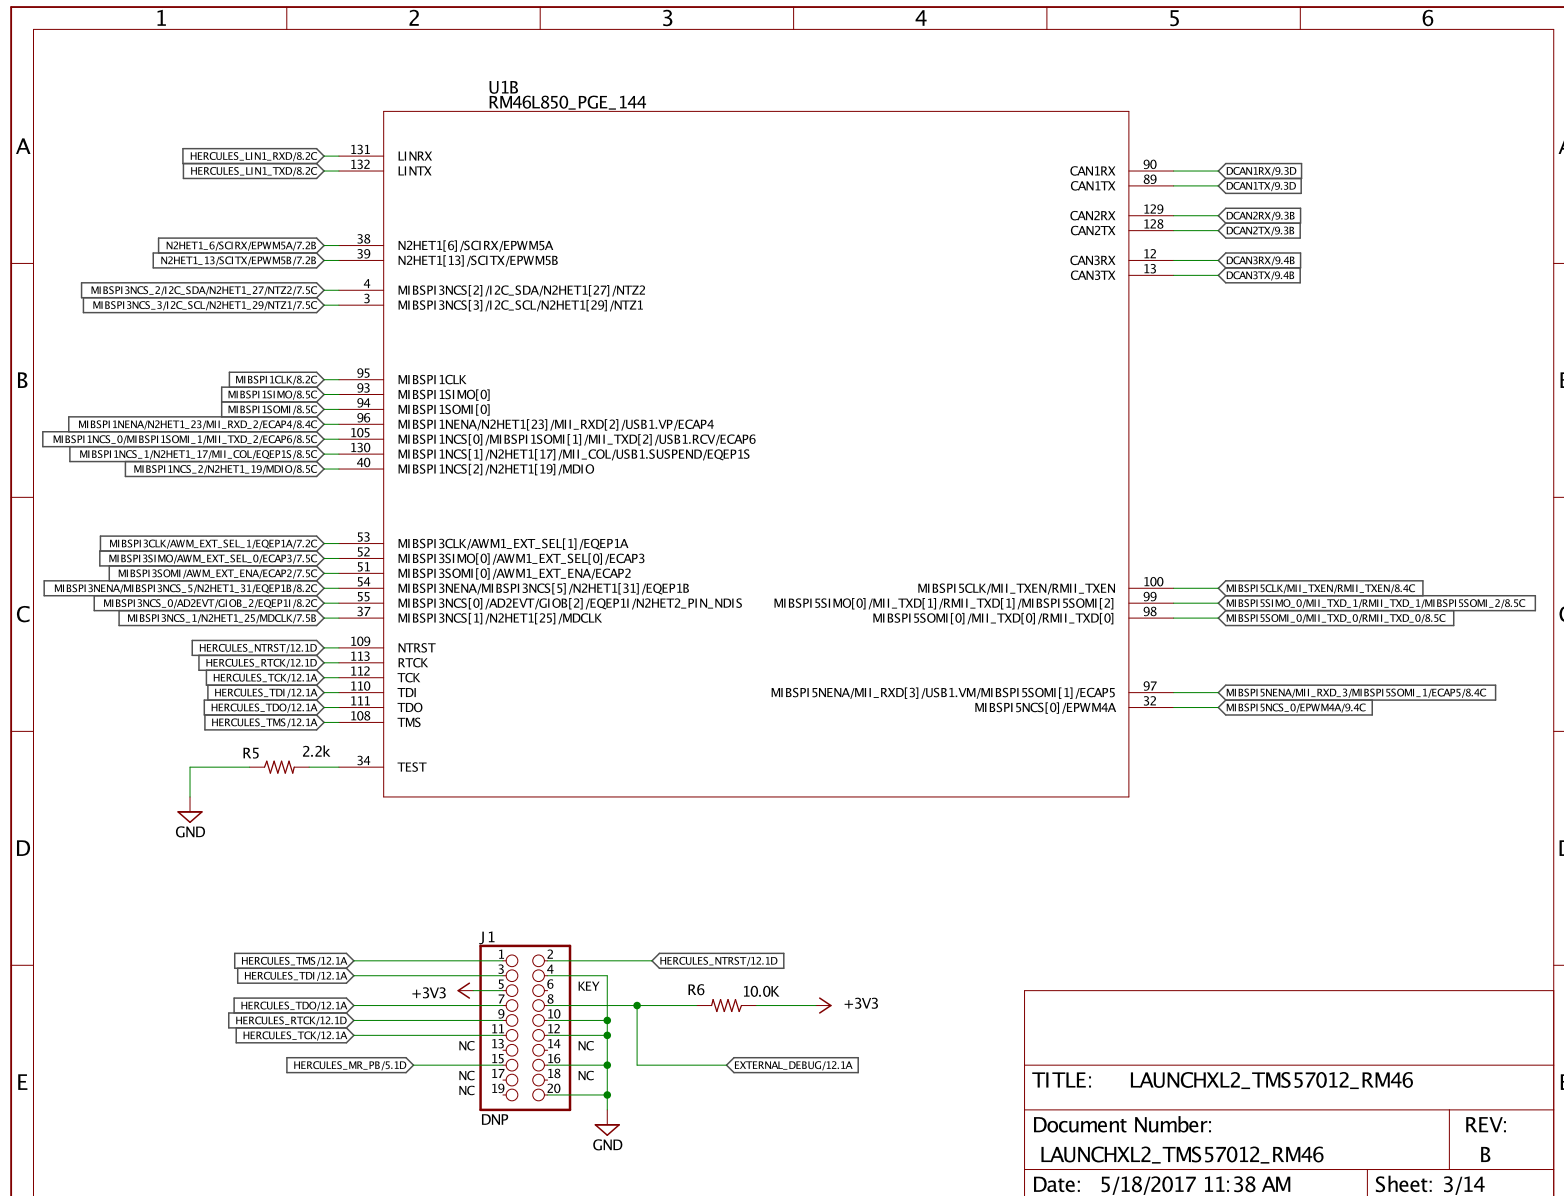 1 2 3 4 5 6
U1B
RM46L850_PGE_144
A
HERCULES_LIN1_RXD/8.2C 131 LINRX
HERCULES_LIN1_TXD/8.2C 132 LINTX
CAN1RX 90 DCAN1RX/9.3D
CAN1TX 89 DCAN1TX/9.3D
CAN2RX 129 DCAN2RX/9.3B
CAN2TX 128 DCAN2TX/9.3B
N2HET1_6/SCIRX/EPWM5A/7.2B 38 N2HET1[6]/SCIRX/EPWM5A
N2HET1_13/SCITX/EPWM5B/7.2B 39 N2HET1[13]/SCITX/EPWM5B
CAN3RX 12 DCAN3RX/9.4B
CAN3TX 13 DCAN3TX/9.4B
MIBSPI3NCS_2/I2C_SDA/N2HET1_27/NTZ2/7.5C 4 MIBSPI3NCS[2]/I2C_SDA/N2HET1[27]/NTZ2
MIBSPI3NCS_3/I2C_SCL/N2HET1_29/NTZ1/7.5C 3 MIBSPI3NCS[3]/I2C_SCL/N2HET1[29]/NTZ1
B
MIBSPI1CLK/8.2C 95 MIBSPI1CLK
MIBSPI1SIMO/8.5C 93 MIBSPI1SIMO[0]
MIBSPI1SOMI/8.5C 94 MIBSPI1SOMI[0]
MIBSPI1NENA/N2HET1_23/MII_RXD_2/ECAP4/8.4C 96 MIBSPI1NENA/N2HET1[23]/MII_RXD[2]/USB1.VP/ECAP4
MIBSPI1NCS_0/MIBSPI1SOMI_1/MII_TXD_2/ECAP6/8.5C 105 MIBSPI1NCS[0]/MIBSPI1SOMI[1]/MII_TXD[2]/USB1.RCV/ECAP6
MIBSPI1NCS_1/N2HET1_17/MII_COL/EQEP1S/8.5C 130 MIBSPI1NCS[1]/N2HET1[17]/MII_COL/USB1.SUSPEND/EQEP1S
MIBSPI1NCS_2/N2HET1_19/MDIO/8.5C 40 MIBSPI1NCS[2]/N2HET1[19]/MDIO
C
MIBSPI3CLK/AWM_EXT_SEL_1/EQEP1A/7.2C 53 MIBSPI3CLK/AWM1_EXT_SEL[1]/EQEP1A
MIBSPI3SIMO/AWM_EXT_SEL_0/ECAP3/7.5C 52 MIBSPI3SIMO[0]/AWM1_EXT_SEL[0]/ECAP3
MIBSPI3SOMI/AWM_EXT_ENA/ECAP2/7.5C 51 MIBSPI3SOMI[0]/AWM1_EXT_ENA/ECAP2
MIBSPI3NENA/MIBSPI3NCS_5/N2HET1_31/EQEP1B/8.2C 54 MIBSPI3NENA/MIBSPI3NCS[5]/N2HET1[31]/EQEP1B
MIBSPI3NCS_0/AD2EVT/GIOB_2/EQEP1I/8.2C 55 MIBSPI3NCS[0]/AD2EVT/GIOB[2]/EQEP1I/N2HET2_PIN_NDIS
MIBSPI3NCS_1/N2HET1_25/MDCLK/7.5B 37 MIBSPI3NCS[1]/N2HET1[25]/MDCLK
MIBSPI5CLK/MII_TXEN/RMII_TXEN 100 MIBSPI5CLK/MII_TXEN/RMII_TXEN/8.4C
MIBSPI5SIMO[0]/MII_TXD[1]/RMII_TXD[1]/MIBSPI5SOMI[2] 99 MIBSPI5SIMO_0/MII_TXD_1/RMII_TXD_1/MIBSPI5SOMI_2/8.5C
MIBSPI5SOMI[0]/MII_TXD[0]/RMII_TXD[0] 98 MIBSPI5SOMI_0/MII_TXD_0/RMII_TXD_0/8.5C
HERCULES_NTRST/12.1D 109 NTRST
HERCULES_RTCK/12.1D 113 RTCK
HERCULES_TCK/12.1A 112 TCK
HERCULES_TDI/12.1A 110 TDI
HERCULES_TDO/12.1A 111 TDO
HERCULES_TMS/12.1A 108 TMS
MIBSPI5NENA/MII_RXD[3]/USB1.VM/MIBSPI5SOMI[1]/ECAP5 97 MIBSPI5NENA/MII_RXD_3/MIBSPI5SOMI_1/ECAP5/8.4C
MIBSPI5NCS[0]/EPWM4A 32 MIBSPI5NCS_0/EPWM4A/9.4C
R5 2.2k 34 TEST
GND
D
J1
HERCULES_TMS/12.1A 1 2 HERCULES_NTRST/12.1D
HERCULES_TDI/12.1A 3 4
+3V3 5 6 KEY
HERCULES_TDO/12.1A 7 8 R6 10.0K +3V3
HERCULES_RTCK/12.1D 9 10
HERCULES_TCK/12.1A 11 12
NC 13 14 NC
HERCULES_MR_PB/5.1D 15 16 EXTERNAL_DEBUG/12.1A
NC 17 18 NC
NC 19 20
DNP
GND
E
TITLE: LAUNCHXL2_TMS57012_RM46
Document Number: REV:
LAUNCHXL2_TMS57012_RM46 B
Date: 5/18/2017 11:38 AM Sheet: 3/14